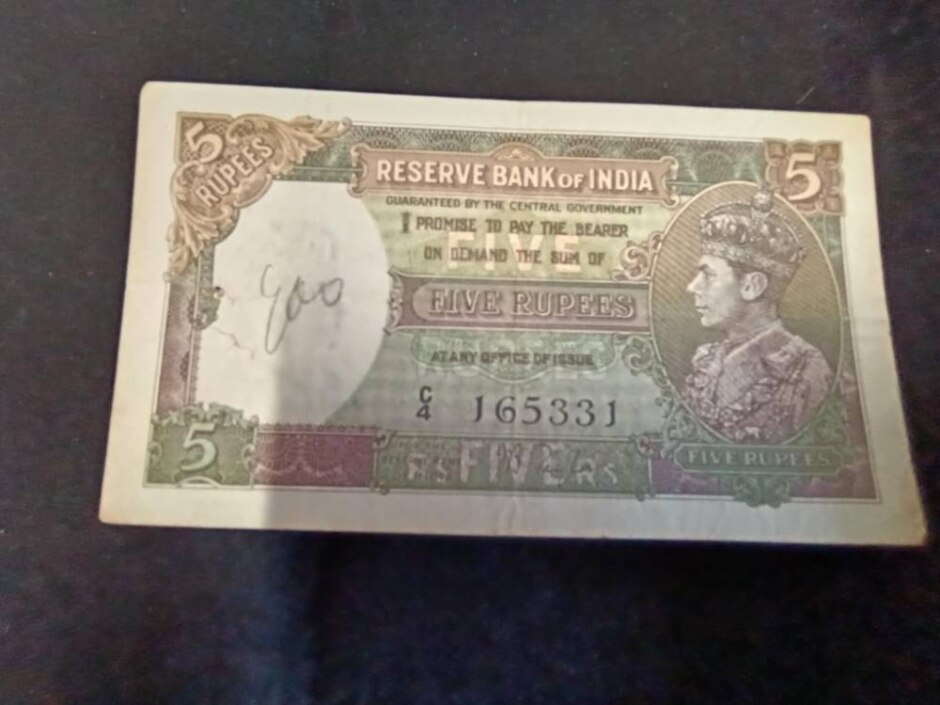 5
RUPEES
RESERVE BANK OF INDIA
5
GUARANTEED BY THE CENTRAL GOVERNMENT
I PROMISE TO PAY THE BEARER
FIVE
ON DEMAND THE SUM OF
FIVE RUPEES
AT ANY OFFICE OF ISSUE
C/4 165331
5
FIVE
RS
FIVE RUPEES